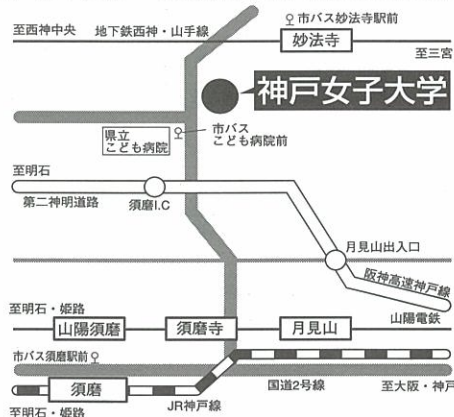 市バス妙法寺駅前
至西神中央
地下鉄西神・山手線
妙法寺
至三宮
神戸女子大学
県立
こども病院
市バス
こども病院前
至明石
第二神明道路
須磨I.C
月見山出入口
阪神高速神戸線
至明石・姫路
山陽電鉄
山陽須磨
須磨寺
月見山
市バス須磨駅前
須磨
国道2号線
至大阪・神戸
JR神戸線
至明石・姫路